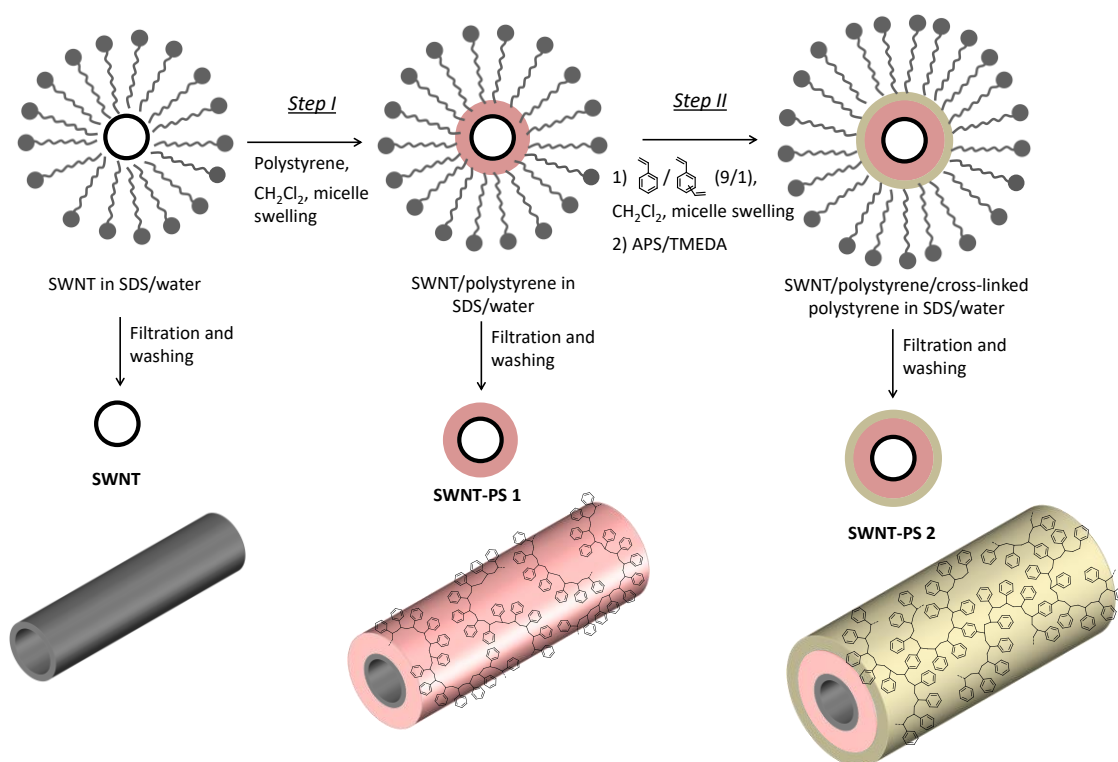 Step I
Polystyrene,
CH₂Cl₂, micelle
swelling
Step II
1) / (9/1),
CH₂Cl₂, micelle swelling
2) APS/TMEDA
SWNT in SDS/water
SWNT/polystyrene in
SDS/water
SWNT/polystyrene/cross-linked
polystyrene in SDS/water
Filtration and
washing
Filtration and
washing
Filtration and
washing
SWNT
SWNT-PS 1
SWNT-PS 2